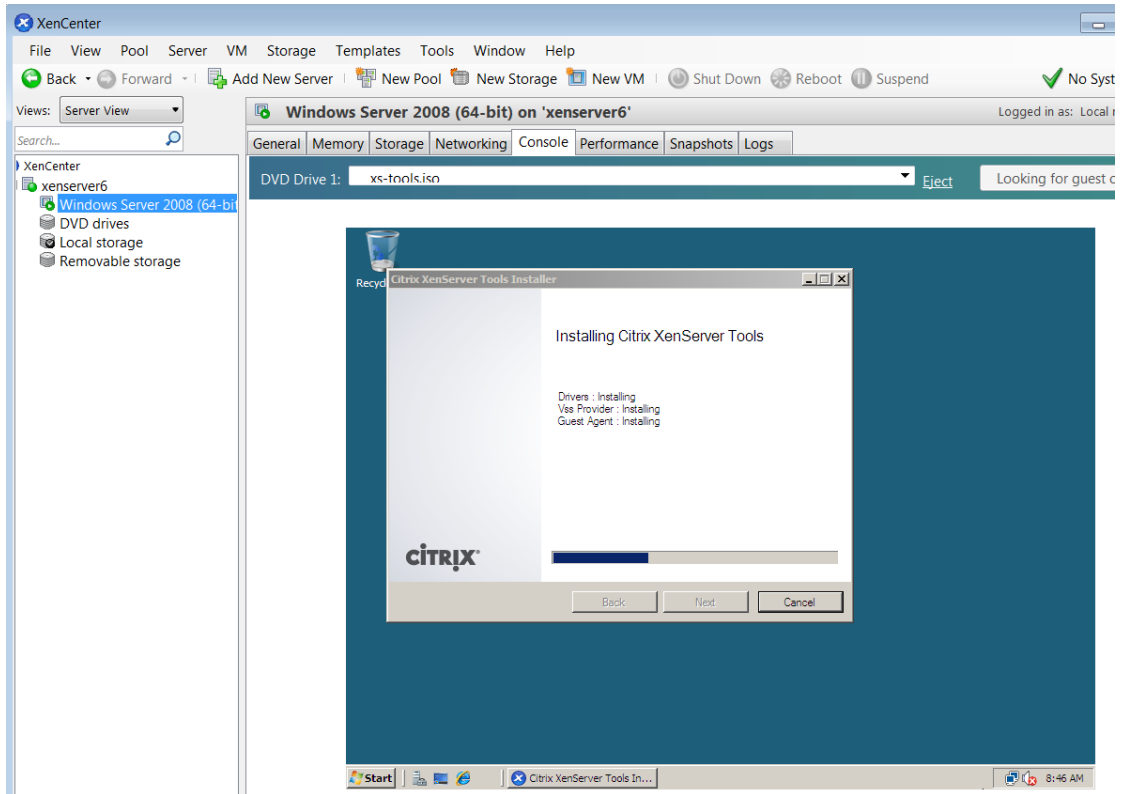 XenCenter
File View Pool Server VM Storage Templates Tools Window Help
Back Forward Add New Server New Pool New Storage New VM Shut Down Reboot Suspend No Syst
Views: Server View
Windows Server 2008 (64-bit) on 'xenserver6'
Logged in as: Local r
Search...
General Memory Storage Networking Console Performance Snapshots Logs
XenCenter
xenserver6
Windows Server 2008 (64-bit
DVD drives
Local storage
Removable storage
DVD Drive 1: xs-tools.iso Eject Looking for guest c
Recyc
Citrix XenServer Tools Installer
Installing Citrix XenServer Tools
Drivers : Installing
Vss Provider : Installing
Guest Agent : Installing
CITRIX
Back Next Cancel
Start Citrix XenServer Tools In... 8:46 AM